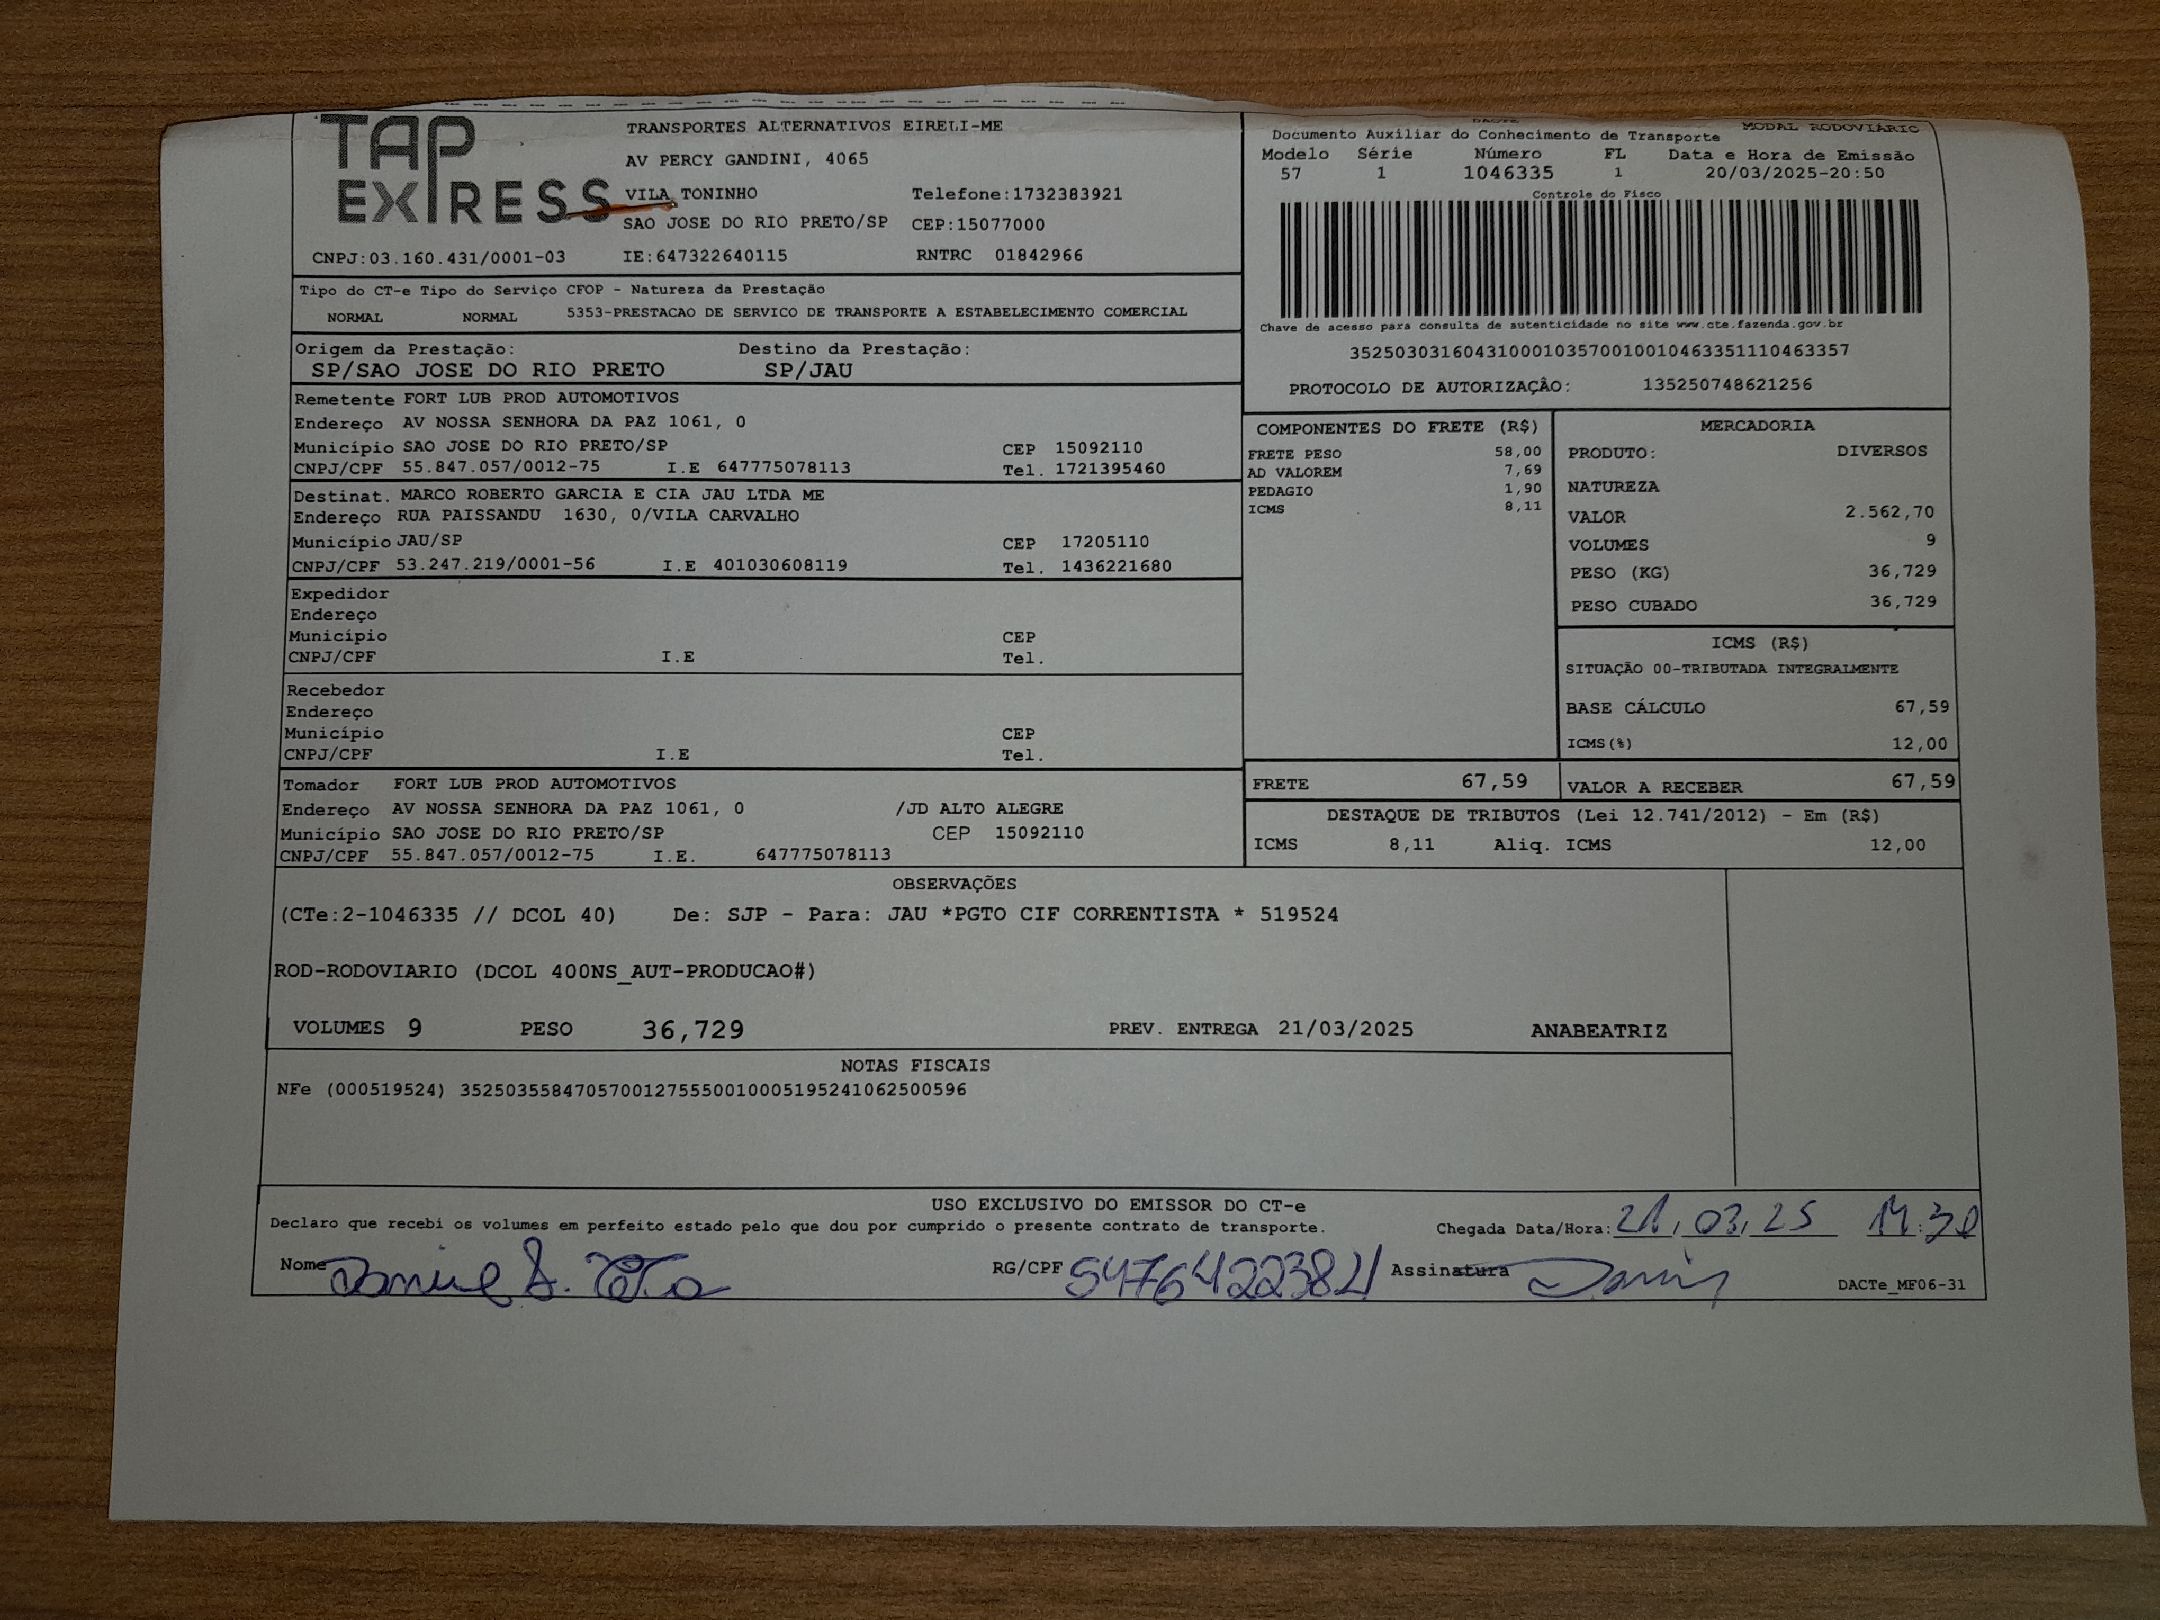 TAP EXPRESS
TRANSPORTES ALTERNATIVOS EIRELI-ME
AV PERCY GANDINI, 4065
VILA TONINHO Telefone:1732383921
SAO JOSE DO RIO PRETO/SP CEP:15077000
CNPJ:03.160.431/0001-03 IE:647322640115 RNTRC 01842966
DACTE
Documento Auxiliar do Conhecimento de Transporte MODAL RODOVIÁRIO
Modelo Série Número FL Data e Hora de Emissão
57 1 1046335 1 20/03/2025-20:50
Controle do Fisco
Chave de acesso para consulta de autenticidade no site www.cte.fazenda.gov.br
35250303160431000103570010010463351110463357
PROTOCOLO DE AUTORIZAÇÃO: 135250748621256
Tipo do CT-e Tipo do Serviço CFOP - Natureza da Prestação
NORMAL NORMAL 5353-PRESTACAO DE SERVICO DE TRANSPORTE A ESTABELECIMENTO COMERCIAL
Origem da Prestação: Destino da Prestação:
SP/SAO JOSE DO RIO PRETO SP/JAU
Remetente FORT LUB PROD AUTOMOTIVOS
Endereço AV NOSSA SENHORA DA PAZ 1061, 0
Município SAO JOSE DO RIO PRETO/SP CEP 15092110
CNPJ/CPF 55.847.057/0012-75 I.E 647775078113 Tel. 1721395460
Destinat. MARCO ROBERTO GARCIA E CIA JAU LTDA ME
Endereço RUA PAISSANDU 1630, 0/VILA CARVALHO
Município JAU/SP CEP 17205110
CNPJ/CPF 53.247.219/0001-56 I.E 401030608119 Tel. 1436221680
Expedidor
Endereço
Município CEP
CNPJ/CPF I.E Tel.
Recebedor
Endereço
Município CEP
CNPJ/CPF I.E Tel.
Tomador FORT LUB PROD AUTOMOTIVOS
Endereço AV NOSSA SENHORA DA PAZ 1061, 0 /JD ALTO ALEGRE
Município SAO JOSE DO RIO PRETO/SP CEP 15092110
CNPJ/CPF 55.847.057/0012-75 I.E. 647775078113
COMPONENTES DO FRETE (R$)
FRETE PESO 58,00
AD VALOREM 7,69
PEDAGIO 1,90
ICMS 8,11
MERCADORIA
PRODUTO: DIVERSOS
NATUREZA
VALOR 2.562,70
VOLUMES 9
PESO (KG) 36,729
PESO CUBADO 36,729
ICMS (R$)
SITUAÇÃO 00-TRIBUTADA INTEGRALMENTE
BASE CÁLCULO 67,59
ICMS(%) 12,00
FRETE 67,59 VALOR A RECEBER 67,59
DESTAQUE DE TRIBUTOS (Lei 12.741/2012) - Em (R$)
ICMS 8,11 Aliq. ICMS 12,00
OBSERVAÇÕES
(CTe:2-1046335 // DCOL 40) De: SJP - Para: JAU *PGTO CIF CORRENTISTA * 519524
ROD-RODOVIARIO (DCOL 400NS_AUT-PRODUCAO#)
VOLUMES 9 PESO 36,729 PREV. ENTREGA 21/03/2025 ANABEATRIZ
NOTAS FISCAIS
NFe (000519524) 35250355847057001275550010005195241062500596
USO EXCLUSIVO DO EMISSOR DO CT-e
Declaro que recebi os volumes em perfeito estado pelo que dou por cumprido o presente contrato de transporte. Chegada Data/Hora: 21,03,25
Nome RG/CPF Assinatura
DACTe_MF06-31